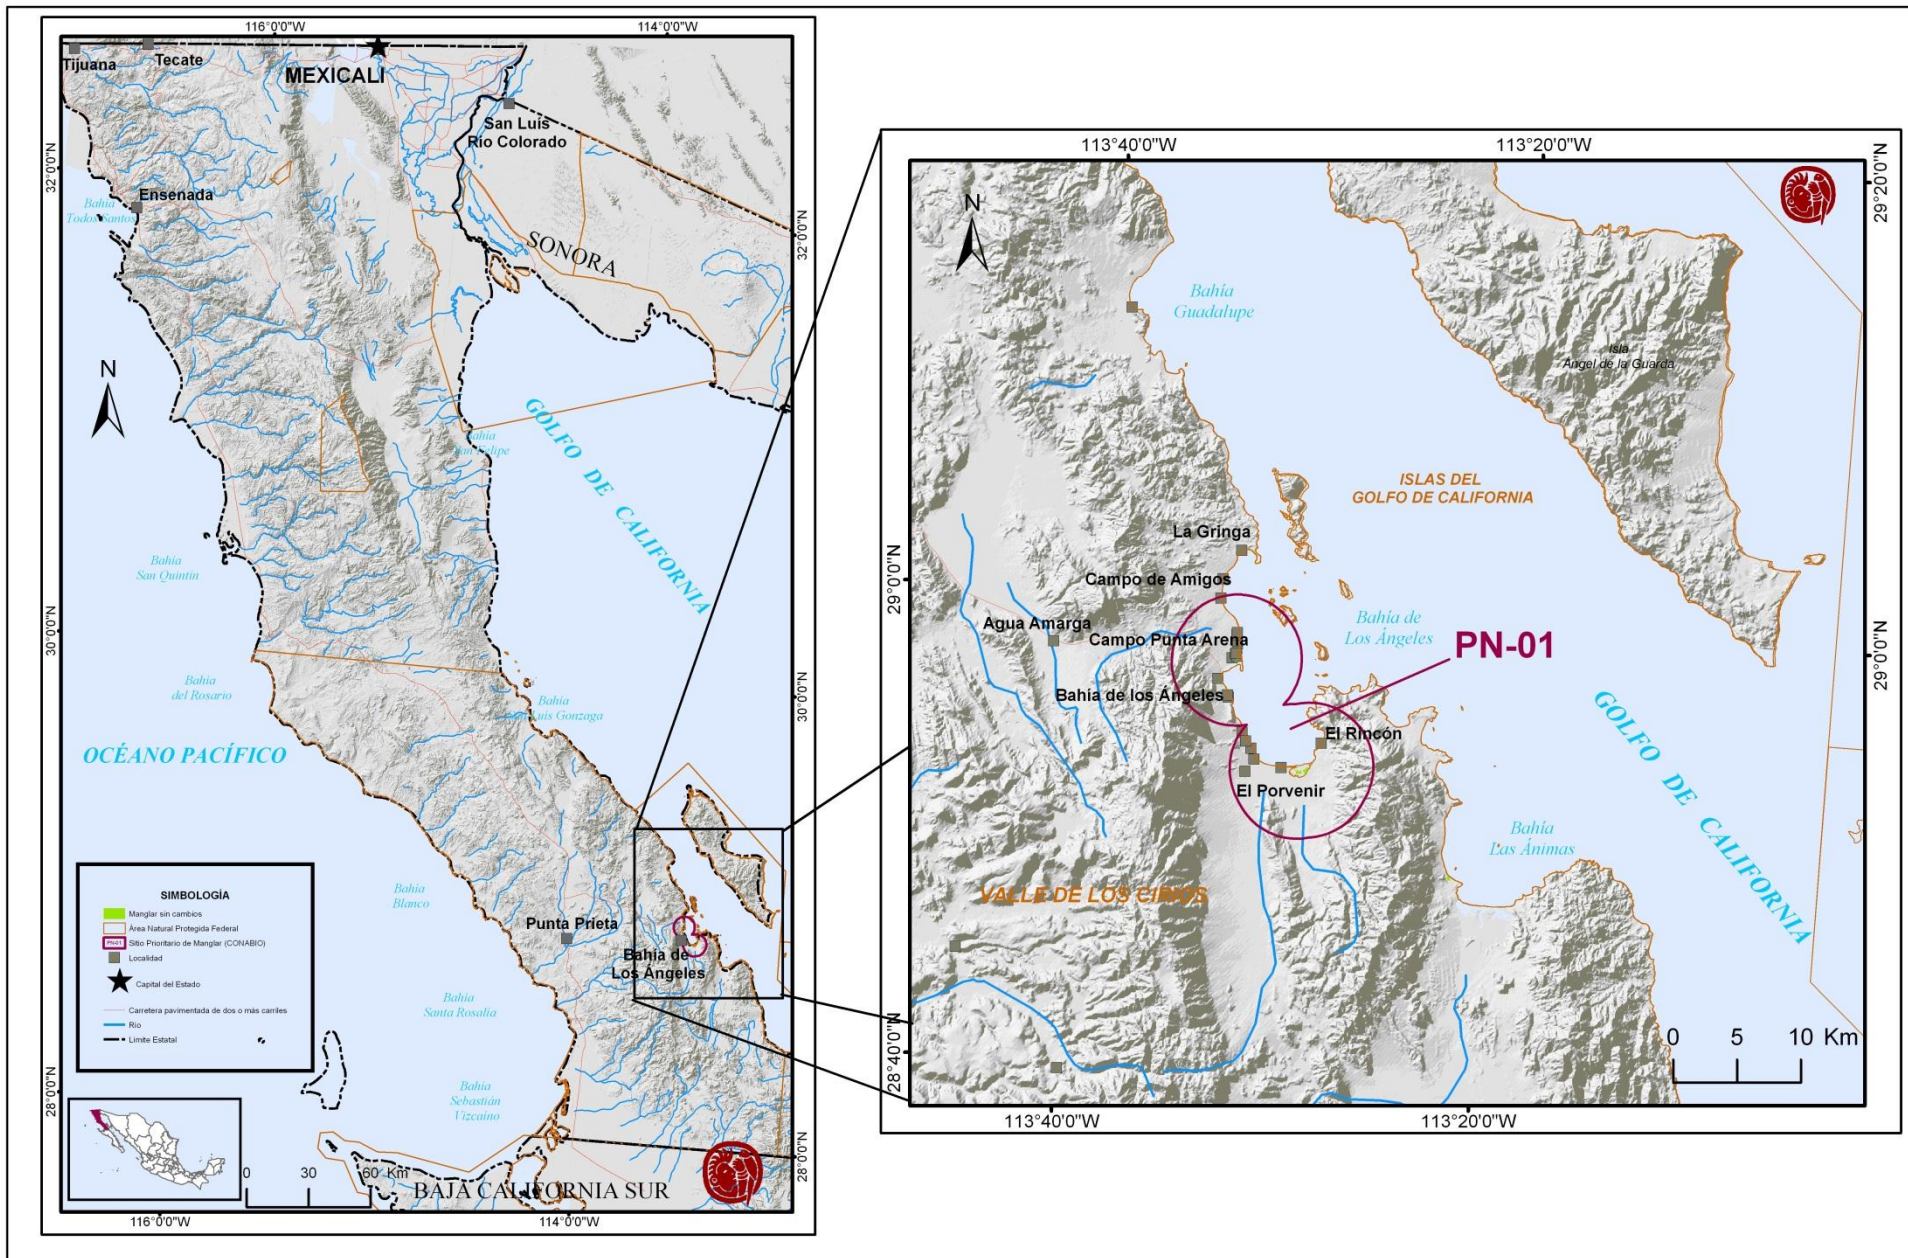 116°0'0"W
114°0'0"W
Tijuana
Tecate
MEXICALI
San Luis
Río Colorado
32°0'0"N
Ensenada
Bahía
Todos Santos
SONORA
32°0'0"N
N
GOLFO DE CALIFORNIA
Bahía
San Felipe
Bahía
San Quintín
30°0'0"N
Bahía
del Rosario
Bahía
San Luis Gonzaga
30°0'0"N
OCÉANO PACÍFICO
SIMBOLOGÍA
Manglar sin cambios
Área Natural Protegida Federal
PN-01
Sitio Prioritario de Manglar (CONABIO)
Localidad
Capital del Estado
Carretera pavimentada de dos o más carriles
Río
Límite Estatal
Bahía
Blanco
Punta Prieta
Bahía de
Los Angeles
Bahía
Santa Rosalía
28°0'0"N
Bahía
Sebastián
Vizcaíno
28°0'0"N
0 30 60 Km
BAJA CALIFORNIA SUR
116°0'0"W
114°0'0"W
113°40'0"W
113°20'0"W
29°20'0"N
N
Bahía
Guadalupe
Isla
Ángel de la Guarda
ISLAS DEL
GOLFO DE CALIFORNIA
La Gringa
29°0'0"N
Campo de Amigos
Agua Amarga
Campo Punta Arena
Bahía de
Los Ángeles
PN-01
29°0'0"N
Bahía de los Ángeles
El Rincón
GOLFO DE CALIFORNIA
El Porvenir
Bahía
Las Ánimas
VALLE DE LOS CIRIOS
28°40'0"N
0 5 10 Km
113°40'0"W
113°20'0"W